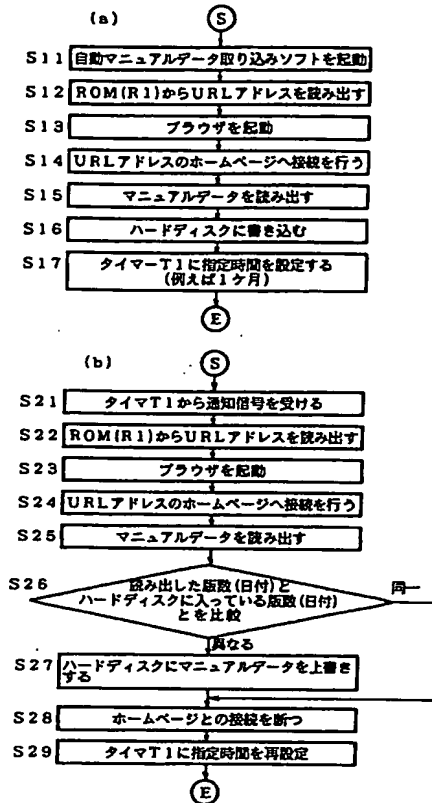 (a)
S
S11 自動マニュアルデータ取り込みソフトを起動
S12 ROM(R1)からURLアドレスを読み出す
S13 ブラウザを起動
S14 URLアドレスのホームページへ接続を行う
S15 マニュアルデータを読み出す
S16 ハードディスクに書き込む
S17 タイマーT1に指定時間を設定する
(例えば1ケ月)
E
(b)
S
S21 タイマT1から通知信号を受ける
S22 ROM(R1)からURLアドレスを読み出す
S23 ブラウザを起動
S24 URLアドレスのホームページへ接続を行う
S25 マニュアルデータを読み出す
S26 読み出した版数(日付)と
ハードディスクに入っている版数(日付)
とを比較
同一
異なる
S27 ハードディスクにマニュアルデータを上書き
する
S28 ホームページとの接続を断つ
S29 タイマT1に指定時間を再設定
E